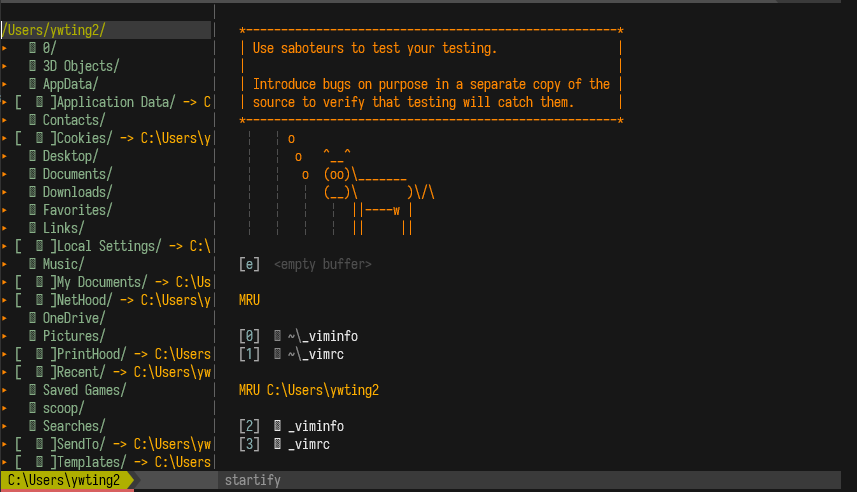 /Users/ywting2/
▸ 0/
▸ 3D Objects/
▸ AppData/
▸ [ ]Application Data/ -> C
▸ Contacts/
▸ [ ]Cookies/ -> C:\Users\y
▸ Desktop/
▸ Documents/
▸ Downloads/
▸ Favorites/
▸ Links/
▸ [ ]Local Settings/ -> C:\
▸ Music/
▸ [ ]My Documents/ -> C:\Us
▸ [ ]NetHood/ -> C:\Users\y
▸ OneDrive/
▸ Pictures/
▸ [ ]PrintHood/ -> C:\Users
▸ [ ]Recent/ -> C:\Users\yw
▸ Saved Games/
▸ scoop/
▸ Searches/
▸ [ ]SendTo/ -> C:\Users\yw
▸ [ ]Templates/ -> C:\Users
C:\Users\ywting2
*-----------------------------------------------------*
| Use saboteurs to test your testing. |
| |
| Introduce bugs on purpose in a separate copy of the |
| source to verify that testing will catch them. |
*-----------------------------------------------------*
o
o ^__^
o (oo)\_______
(__)\ )\/\
||----w |
|| ||
[e] <empty buffer>
MRU
[0] ~\_viminfo
[1] ~\_vimrc
MRU C:\Users\ywting2
[2] _viminfo
[3] _vimrc
startify